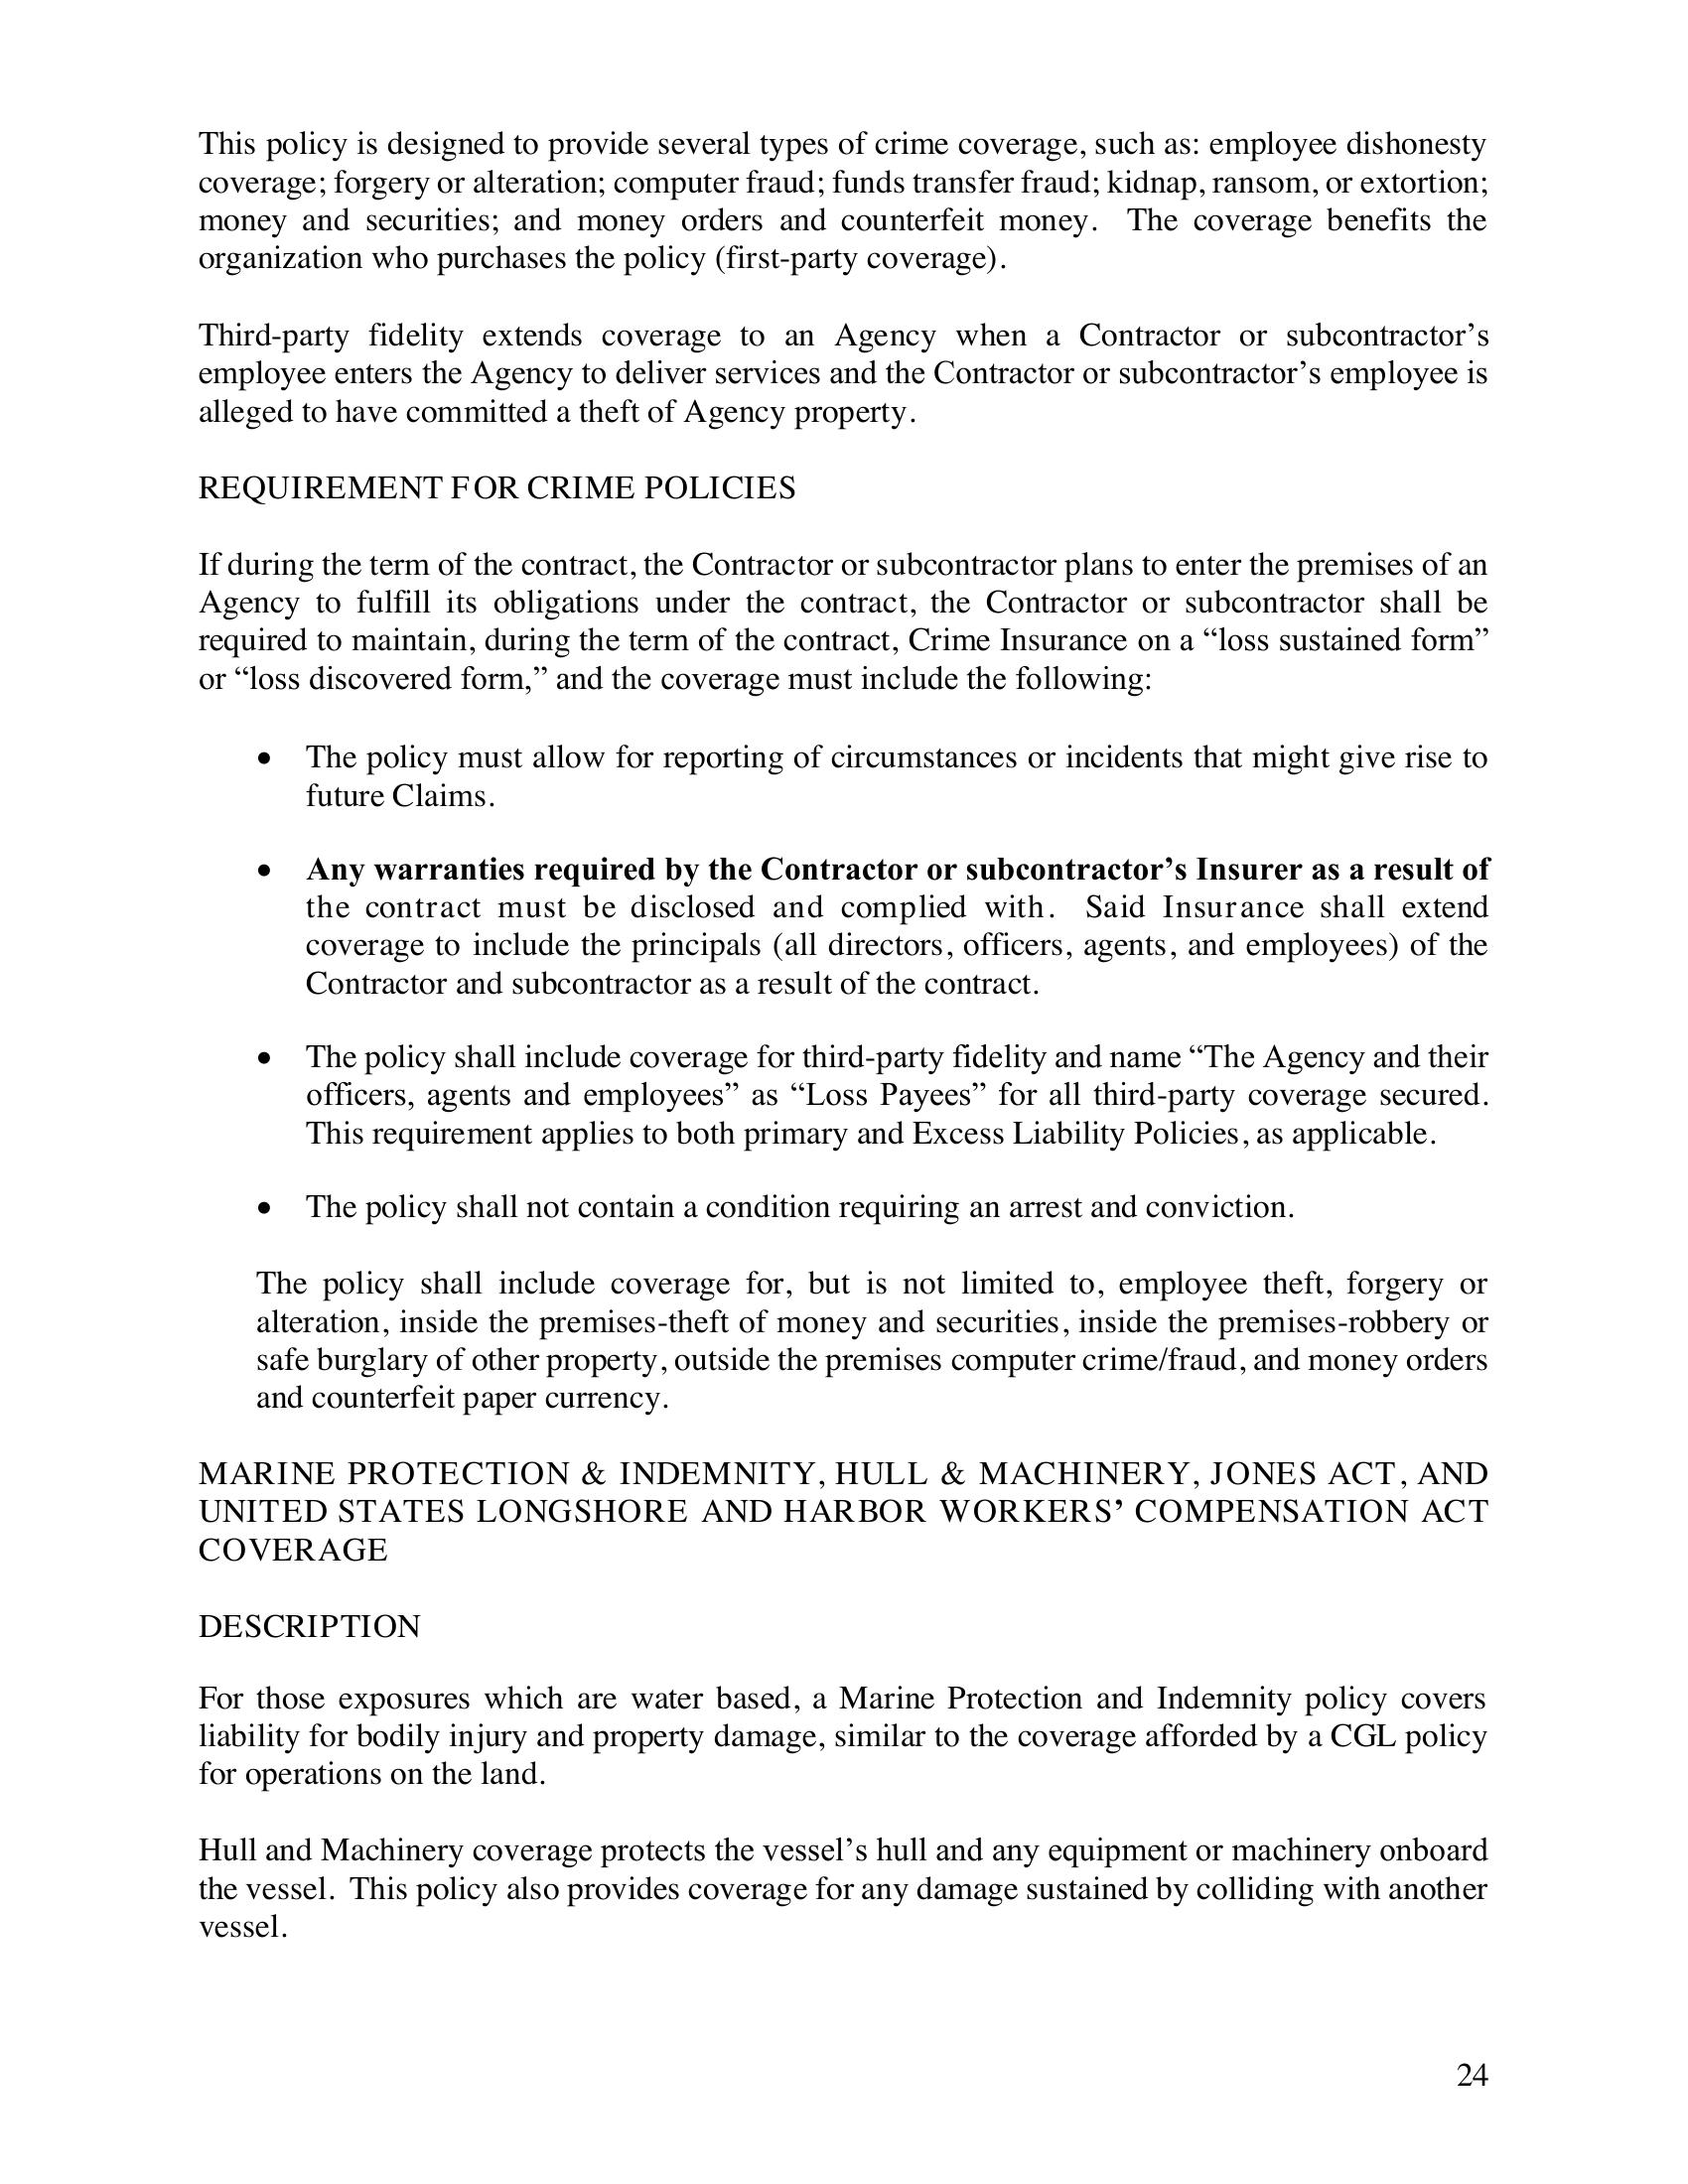 This policy is designed to provide several types of crime coverage, such as: employee dishonesty
coverage; forgery or alteration; computer fraud; funds transfer fraud; kidnap, ransom, or extortion;
money and securities; and money orders and counterfeit money. The coverage benefits the
organization who purchases the policy (first-party coverage).
Third-party fidelity extends coverage to an Agency when a Contractor or subcontractor’s
employee enters the Agency to deliver services and the Contractor or subcontractor’s employee is
alleged to have committed a theft of Agency property.
REQUIREMENT FOR CRIME POLICIES
If during the term of the contract, the Contractor or subcontractor plans to enter the premises of an
Agency to fulfill its obligations under the contract, the Contractor or subcontractor shall be
required to maintain, during the term of the contract, Crime Insurance on a “loss sustained form”
or “loss discovered form,” and the coverage must include the following:
• The policy must allow for reporting of circumstances or incidents that might give rise to
future Claims.
• Any warranties required by the Contractor or subcontractor’s Insurer as a result of
the contract must be disclosed and complied with. Said Insurance shall extend
coverage to include the principals (all directors, officers, agents, and employees) of the
Contractor and subcontractor as a result of the contract.
• The policy shall include coverage for third-party fidelity and name “The Agency and their
officers, agents and employees” as “Loss Payees” for all third-party coverage secured.
This requirement applies to both primary and Excess Liability Policies, as applicable.
• The policy shall not contain a condition requiring an arrest and conviction.
The policy shall include coverage for, but is not limited to, employee theft, forgery or
alteration, inside the premises-theft of money and securities, inside the premises-robbery or
safe burglary of other property, outside the premises computer crime/fraud, and money orders
and counterfeit paper currency.
MARINE PROTECTION & INDEMNITY, HULL & MACHINERY, JONES ACT, AND
UNITED STATES LONGSHORE AND HARBOR WORKERS’ COMPENSATION ACT
COVERAGE
DESCRIPTION
For those exposures which are water based, a Marine Protection and Indemnity policy covers
liability for bodily injury and property damage, similar to the coverage afforded by a CGL policy
for operations on the land.
Hull and Machinery coverage protects the vessel’s hull and any equipment or machinery onboard
the vessel. This policy also provides coverage for any damage sustained by colliding with another
vessel.
24